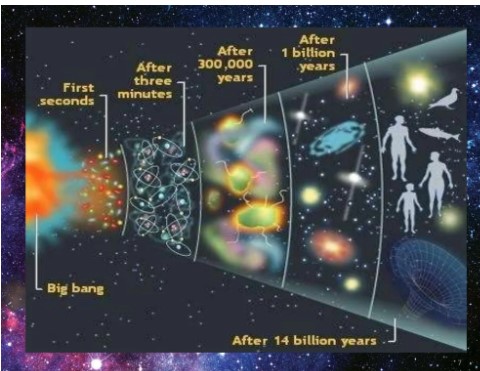 First
seconds
After
three
minutes
After
300,000
years
After
1 billion
years
Big bang
After 14 billion years